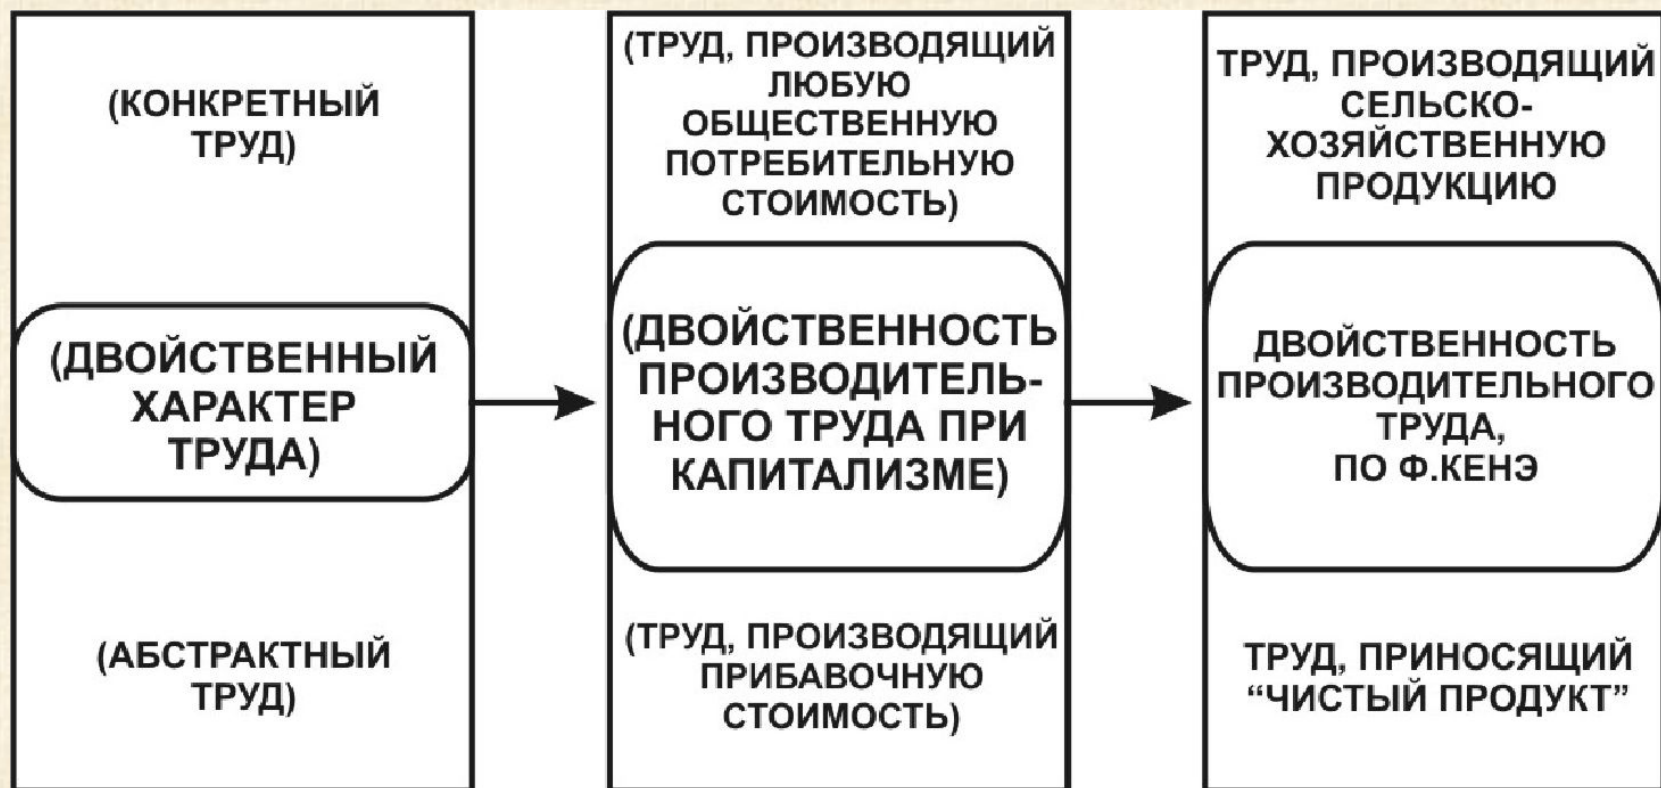 (КОНКРЕТНЫЙ
ТРУД)
(ДВОЙСТВЕННЫЙ
ХАРАКТЕР
ТРУДА)
(АБСТРАКТНЫЙ
ТРУД)
(ТРУД, ПРОИЗВОДЯЩИЙ
ЛЮБУЮ
ОБЩЕСТВЕННУЮ
ПОТРЕБИТЕЛЬНУЮ
СТОИМОСТЬ)
(ДВОЙСТВЕННОСТЬ
ПРОИЗВОДИТЕЛЬ-
НОГО ТРУДА ПРИ
КАПИТАЛИЗМЕ)
(ТРУД, ПРОИЗВОДЯЩИЙ
ПРИБАВОЧНУЮ
СТОИМОСТЬ)
ТРУД, ПРОИЗВОДЯЩИЙ
СЕЛЬСКО-
ХОЗЯЙСТВЕННУЮ
ПРОДУКЦИЮ
ДВОЙСТВЕННОСТЬ
ПРОИЗВОДИТЕЛЬНОГО
ТРУДА,
ПО Ф.КЕНЭ
ТРУД, ПРИНОСЯЩИЙ
“ЧИСТЫЙ ПРОДУКТ”